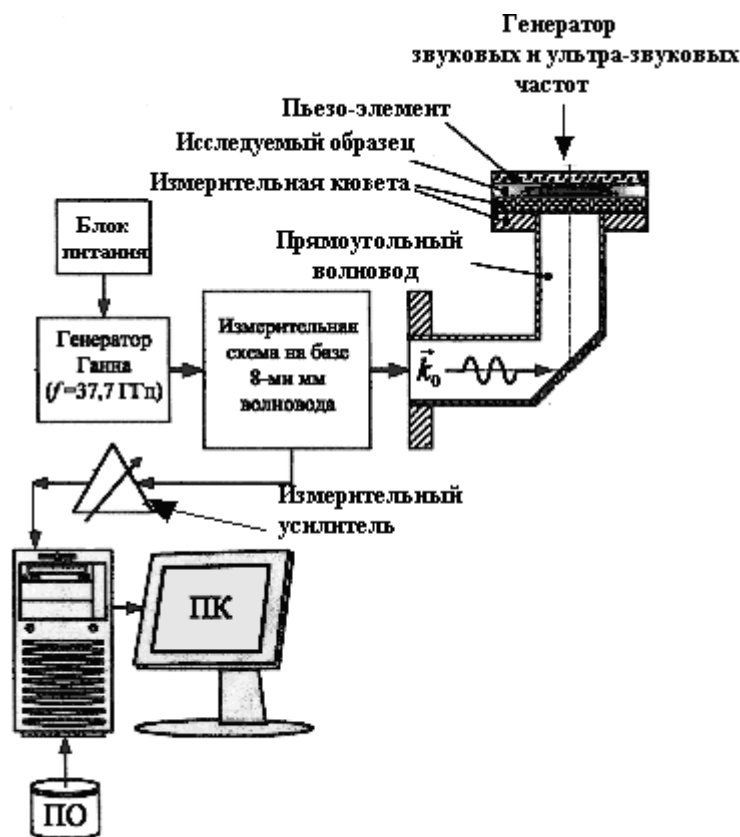 Генератор
звуковых и ультра-звуковых
частот
Пьезо-элемент
Исследуемый образец
Измерительная кювета
Прямоугольный
волновод
Блок
питания
Генератор
Ганна
(f=37,7 ГГц)
Измерительная
схема на базе
8-ми мм
волновода
k⃗₀
Измерительный
усилитель
ПК
ПО